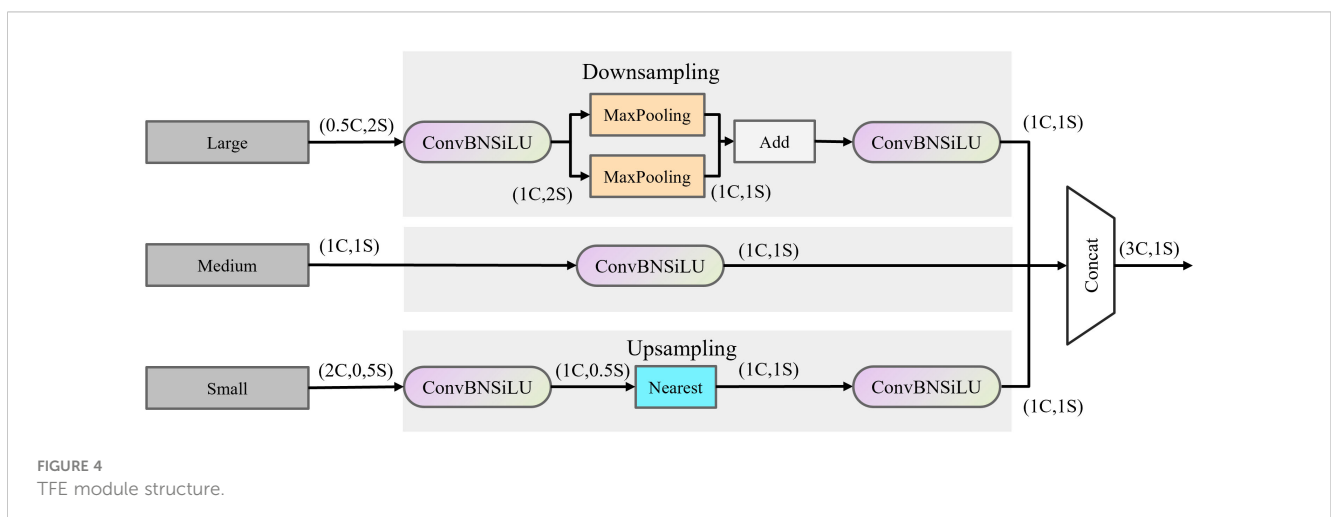 Downsampling
Large
(0.5C,2S)
ConvBNSiLU
(1C,2S)
MaxPooling
MaxPooling
(1C,1S)
Add
ConvBNSiLU
(1C,1S)
Medium
(1C,1S)
ConvBNSiLU
(1C,1S)
Concat
(3C,1S)
Upsampling
Small
(2C,0,5S)
ConvBNSiLU
(1C,0.5S)
Nearest
(1C,1S)
ConvBNSiLU
(1C,1S)
FIGURE 4
TFE module structure.